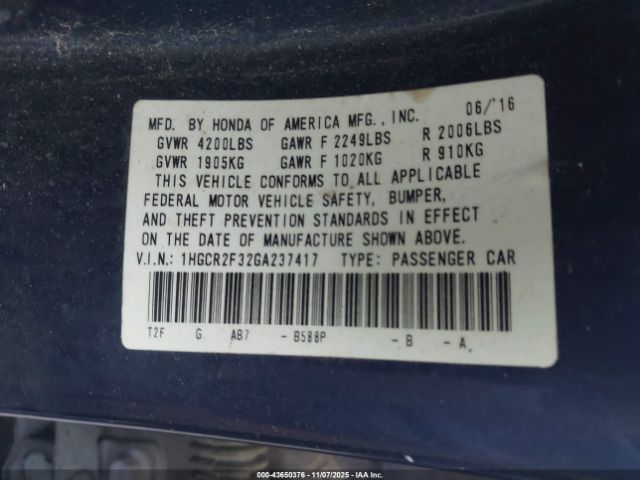 MFD. BY HONDA OF AMERICA MFG., INC. 06/'16
GVWR 4200LBS GAWR F 2249LBS R 2006LBS
GVWR 1905KG GAWR F 1020KG R 910KG
THIS VEHICLE CONFORMS TO ALL APPLICABLE
FEDERAL MOTOR VEHICLE SAFETY, BUMPER,
AND THEFT PREVENTION STANDARDS IN EFFECT
ON THE DATE OF MANUFACTURE SHOWN ABOVE.
V.I.N.: 1HGCR2F32GA237417 TYPE: PASSENGER CAR
T2F G AB7 - B588P - B - A,
© IAA 00-43650376 - 11/07/2025 - IAA Inc.